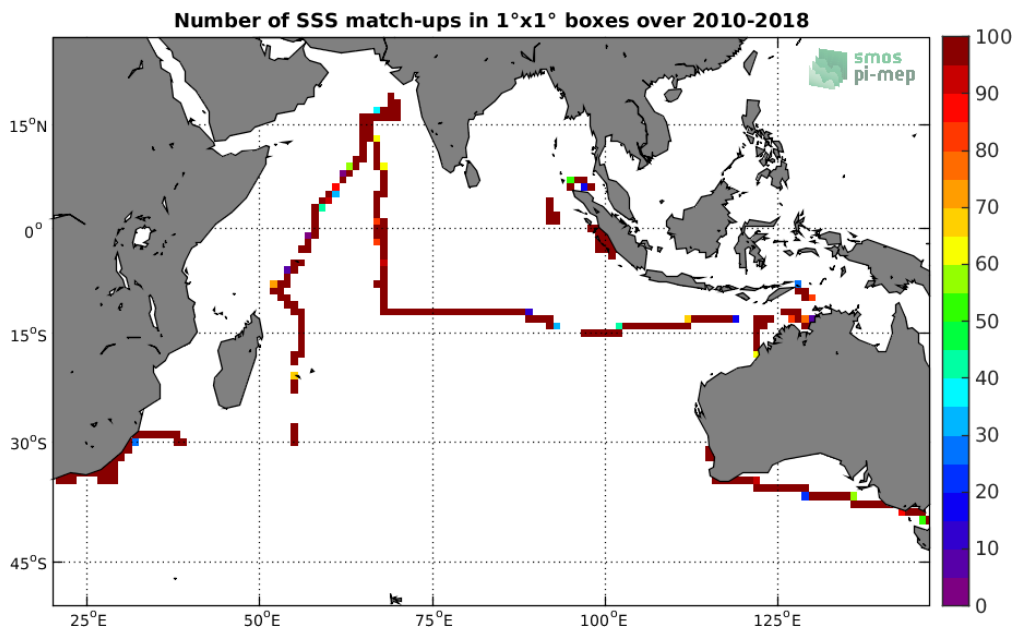 Number of SSS match-ups in 1°x1° boxes over 2010-2018
smos
pi-mep
15°N
0°
15°S
30°S
45°S
25°E
50°E
75°E
100°E
125°E
100
90
80
70
60
50
40
30
20
10
0